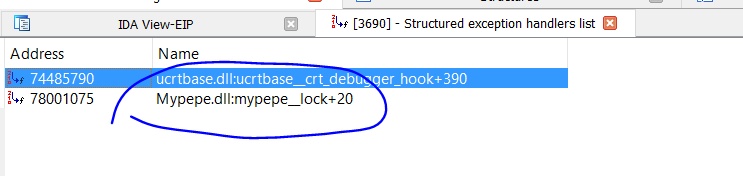 Structures
IDA View-EIP
[3690] - Structured exception handlers list
Address Name
74485790 ucrtbase.dll:ucrtbase__crt_debugger_hook+390
78001075 Mypepe.dll:mypepe__lock+20